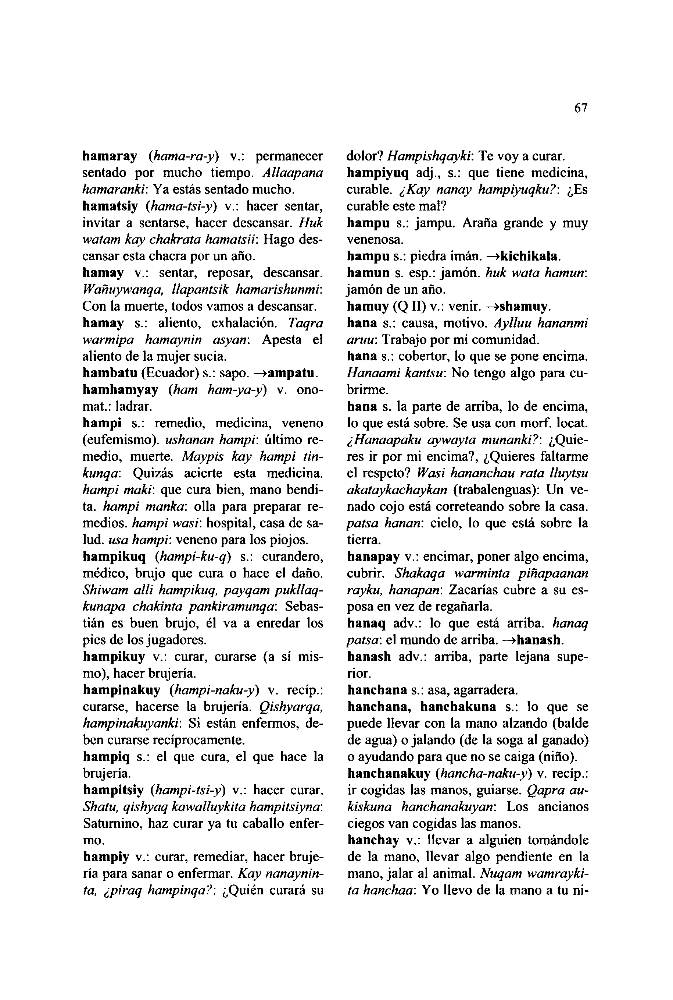 67
hamaray (hama-ra-y) v.: permanecer
sentado por mucho tiempo. Allaapana
hamaranki: Ya estás sentado mucho.
hamatsiy (hama-tsi-y) v.: hacer sentar,
invitar a sentarse, hacer descansar. Huk
watam kay chakrata hamatsii: Hago des-
cansar esta chacra por un año.
hamay v.: sentar, reposar, descansar.
Wañuywanqa, llapantsik hamarishunmi:
Con la muerte, todos vamos a descansar.
hamay s.: aliento, exhalación. Taqra
warmipa hamaynin asyan: Apesta el
aliento de la mujer sucia.
hambatu (Ecuador) s.: sapo. →ampatu.
hamhamyay (ham ham-ya-y) v. ono-
mat.: ladrar.
hampi s.: remedio, medicina, veneno
(eufemismo). ushanan hampi: último re-
medio, muerte. Maypis kay hampi tin-
kunqa: Quizás acierte esta medicina.
hampi maki: que cura bien, mano bendi-
ta. hampi manka: olla para preparar re-
medios. hampi wasi: hospital, casa de sa-
lud. usa hampi: veneno para los piojos.
hampikuq (hampi-ku-q) s.: curandero,
médico, brujo que cura o hace el daño.
Shiwam alli hampikuq, payqam pukllaq-
kunapa chakinta pankiramunqa: Sebas-
tián es buen brujo, él va a enredar los
pies de los jugadores.
hampikuy v.: curar, curarse (a sí mis-
mo), hacer brujería.
hampinakuy (hampi-naku-y) v. recíp.:
curarse, hacerse la brujería. Qishyarqa,
hampinakuyanki: Si están enfermos, de-
ben curarse recíprocamente.
hampiq s.: el que cura, el que hace la
brujería.
hampitsiy (hampi-tsi-y) v.: hacer curar.
Shatu, qishyaq kawalluykita hampitsiyna:
Saturnino, haz curar ya tu caballo enfer-
mo.
hampiy v.: curar, remediar, hacer bruje-
ría para sanar o enfermar. Kay nanaynin-
ta, ¿piraq hampinqa?: ¿Quién curará su
dolor? Hampishqayki: Te voy a curar.
hampiyuq adj., s.: que tiene medicina,
curable. ¿Kay nanay hampiyuqku?: ¿Es
curable este mal?
hampu s.: jampu. Araña grande y muy
venenosa.
hampu s.: piedra imán. →kichikala.
hamun s. esp.: jamón. huk wata hamun:
jamón de un año.
hamuy (Q II) v.: venir. →shamuy.
hana s.: causa, motivo. Aylluu hananmi
aruu: Trabajo por mi comunidad.
hana s.: cobertor, lo que se pone encima.
Hanaami kantsu: No tengo algo para cu-
brirme.
hana s. la parte de arriba, lo de encima,
lo que está sobre. Se usa con morf. locat.
¿Hanaapaku aywayta munanki?: ¿Quie-
res ir por mi encima?, ¿Quieres faltarme
el respeto? Wasi hananchau rata lluytsu
akataykachaykan (trabalenguas): Un ve-
nado cojo está correteando sobre la casa.
patsa hanan: cielo, lo que está sobre la
tierra.
hanapay v.: encimar, poner algo encima,
cubrir. Shakaqa warminta piñapaanan
rayku, hanapan: Zacarías cubre a su es-
posa en vez de regañarla.
hanaq adv.: lo que está arriba. hanaq
patsa: el mundo de arriba. →hanash.
hanash adv.: arriba, parte lejana supe-
rior.
hanchana s.: asa, agarradera.
hanchana, hanchakuna s.: lo que se
puede llevar con la mano alzando (balde
de agua) o jalando (de la soga al ganado)
o ayudando para que no se caiga (niño).
hanchanakuy (hancha-naku-y) v. recíp.:
ir cogidas las manos, guiarse. Qapra au-
kiskuna hanchanakuyan: Los ancianos
ciegos van cogidas las manos.
hanchay v.: llevar a alguien tomándole
de la mano, llevar algo pendiente en la
mano, jalar al animal. Nuqam wamrayki-
ta hanchaa: Yo llevo de la mano a tu ni-